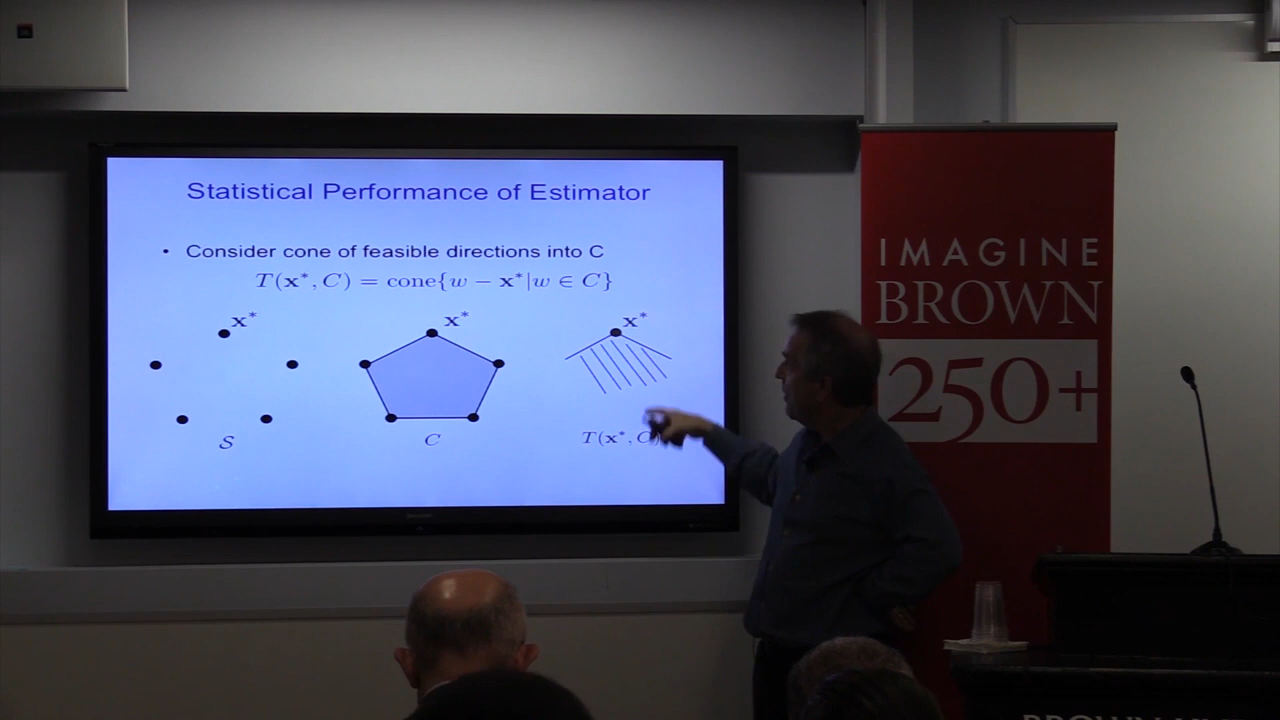 Statistical Performance of Estimator
• Consider cone of feasible directions into C
T(x*, C) = cone{w − x*|w ∈ C}
x* x* x*
S C T(x*, C)
IMAGINE
BROWN
250+